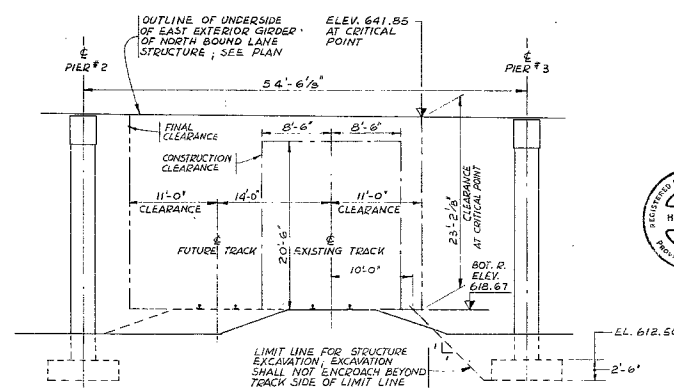 OUTLINE OF UNDERSIDE
OF EAST EXTERIOR GIRDER
OF NORTH BOUND LANE
STRUCTURE; SEE PLAN
ELEV. 641.85
AT CRITICAL
POINT
℄
PIER #2
℄
PIER #3
54'-6⅛"
FINAL
CLEARANCE
8'-6"
8'-6"
CONSTRUCTION
CLEARANCE
11'-0"
CLEARANCE
14'-0"
11'-0"
CLEARANCE
23'-2⅛"
CLEARANCE
AT CRITICAL POINT
20'-6"
℄
FUTURE TRACK
℄
EXISTING TRACK
10'-0"
BOT. R.
ELEV.
618.67
REGISTERED
H
PROV
EL. 612.50
1
1
2'-6"
LIMIT LINE FOR STRUCTURE
EXCAVATION; EXCAVATION
SHALL NOT ENCROACH BEYOND
TRACK SIDE OF LIMIT LINE